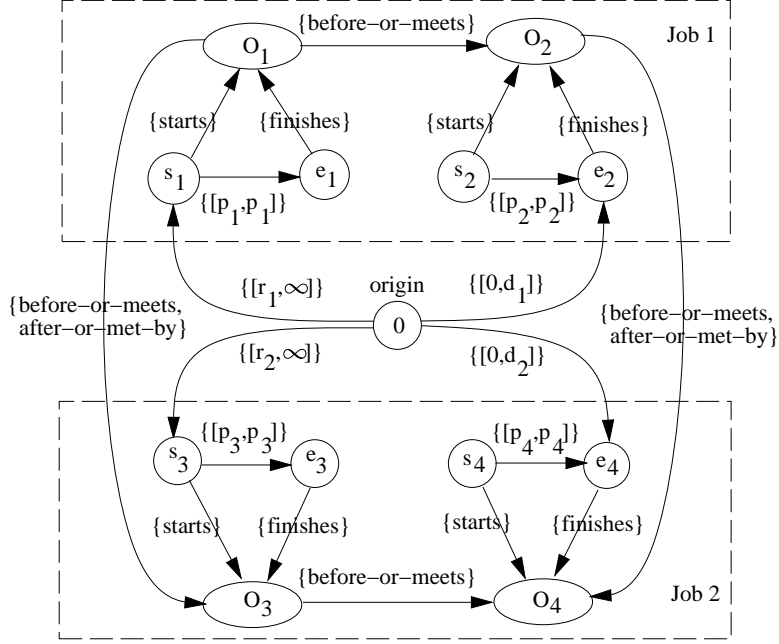 {before-or-meets}
Job 1
O1
O2
{starts}
{finishes}
{starts}
{finishes}
s1
e1
s2
e2
{[p1,p1]}
{[p2,p2]}
{[r1,∞]}
origin
{[0,d1]}
{before-or-meets,
after-or-met-by}
0
{before-or-meets,
after-or-met-by}
{[r2,∞]}
{[0,d2]}
{[p3,p3]}
{[p4,p4]}
s3
e3
s4
e4
{starts}
{finishes}
{starts}
{finishes}
{before-or-meets}
O3
O4
Job 2